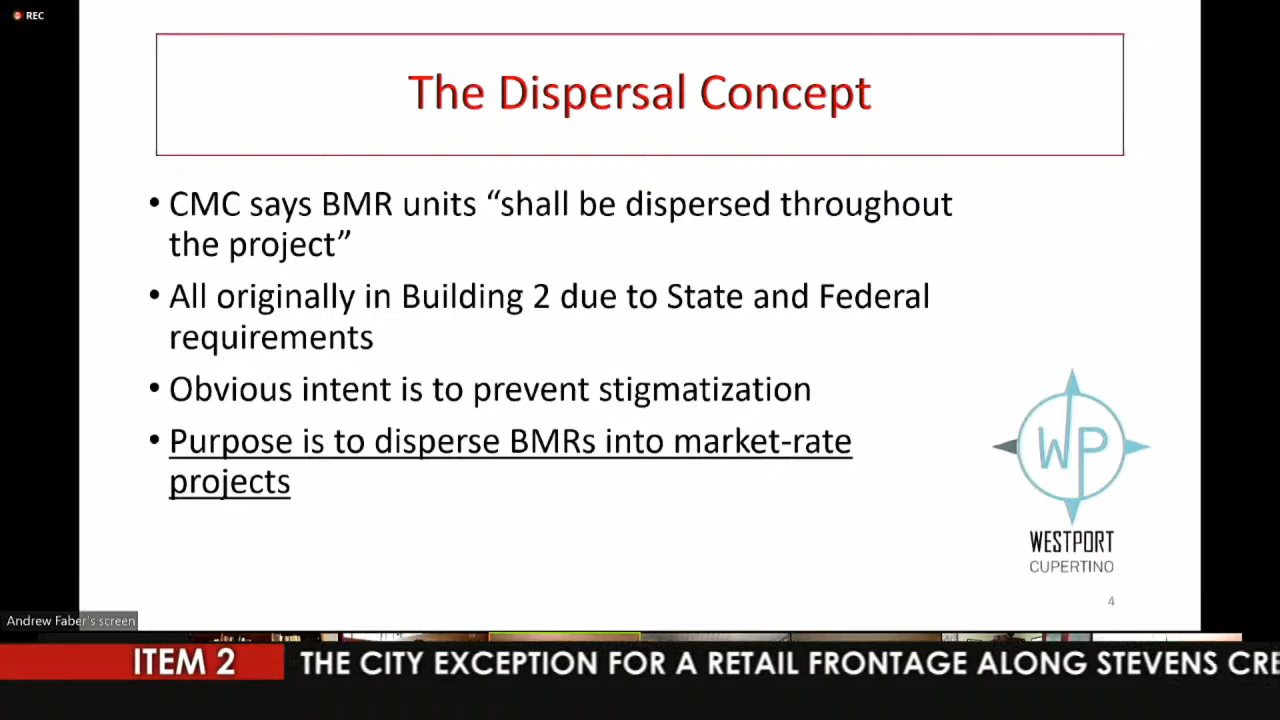 REC
The Dispersal Concept
• CMC says BMR units “shall be dispersed throughout
the project”
• All originally in Building 2 due to State and Federal
requirements
• Obvious intent is to prevent stigmatization
• Purpose is to disperse BMRs into market-rate
projects
WP
WESTPORT
CUPERTINO
4
Andrew Faber's screen
ITEM 2 THE CITY EXCEPTION FOR A RETAIL FRONTAGE ALONG STEVENS CRE